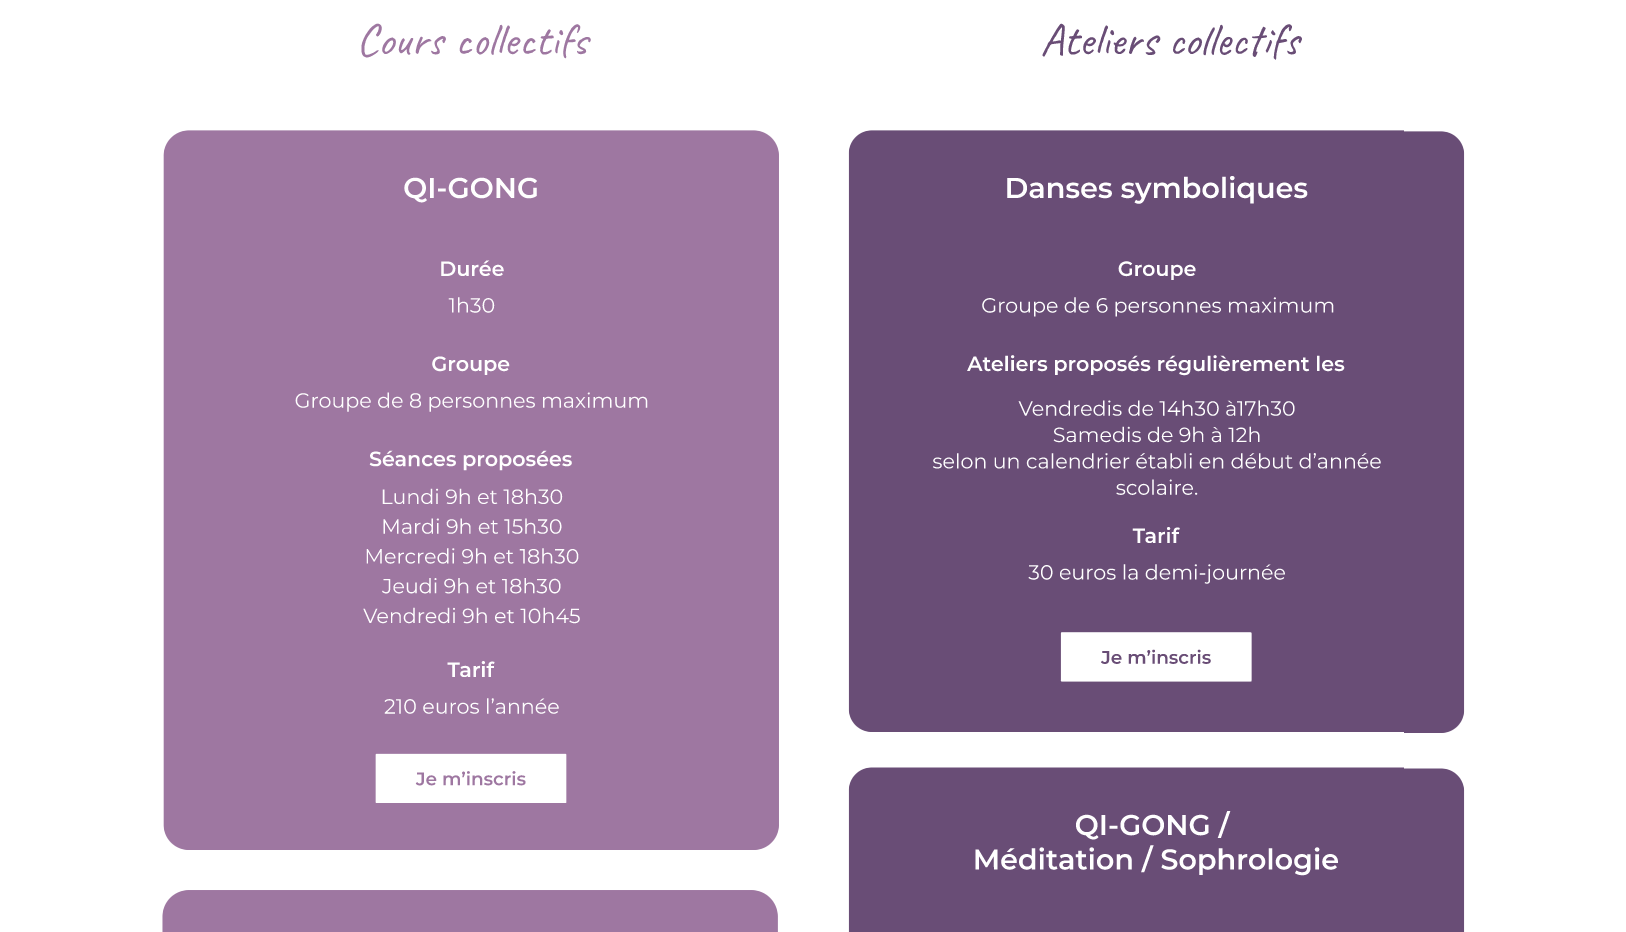 Cours collectifs
QI-GONG
Durée
1h30
Groupe
Groupe de 8 personnes maximum
Séances proposées
Lundi 9h et 18h30
Mardi 9h et 15h30
Mercredi 9h et 18h30
Jeudi 9h et 18h30
Vendredi 9h et 10h45
Tarif
210 euros l’année
Je m’inscris
Ateliers collectifs
Danses symboliques
Groupe
Groupe de 6 personnes maximum
Ateliers proposés régulièrement les
Vendredis de 14h30 à17h30
Samedis de 9h à 12h
selon un calendrier établi en début d’année
scolaire.
Tarif
30 euros la demi-journée
Je m’inscris
QI-GONG /
Méditation / Sophrologie